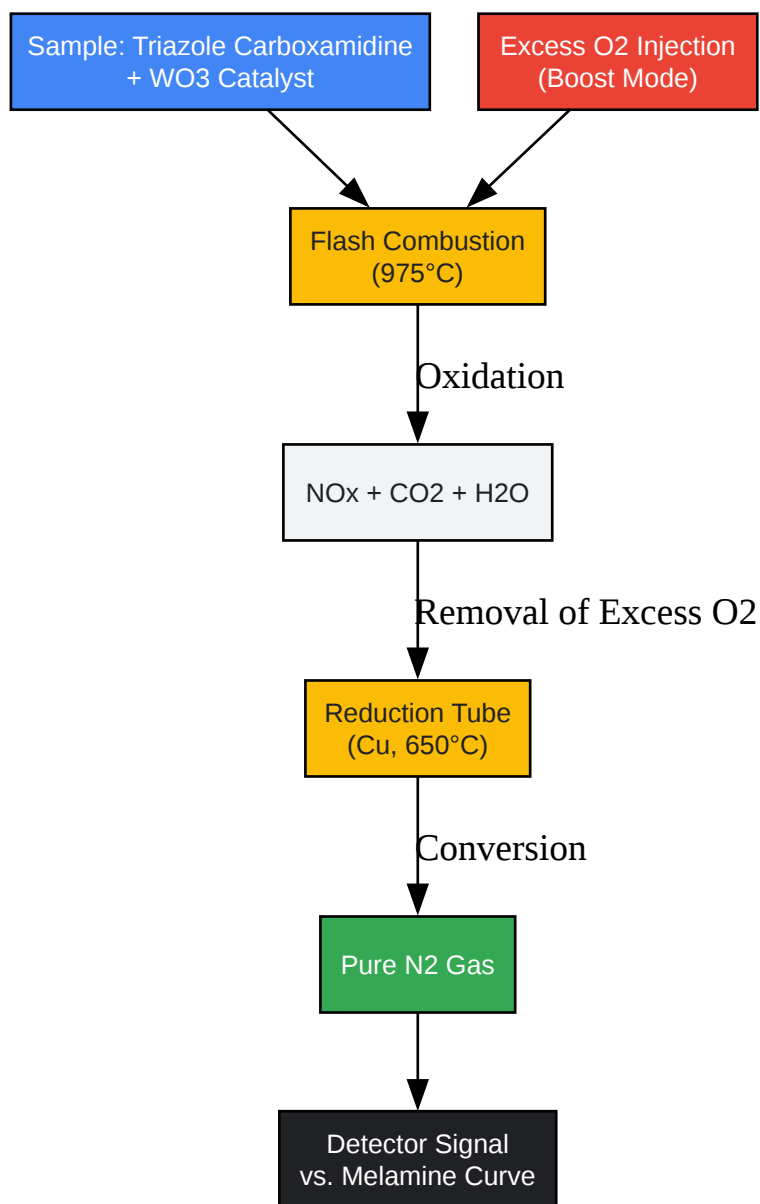 Sample: Triazole Carboxamidine
+ WO3 Catalyst
Excess O2 Injection
(Boost Mode)
Flash Combustion
(975°C)
Oxidation
NOx + CO2 + H2O
Removal of Excess O2
Reduction Tube
(Cu, 650°C)
Conversion
Pure N2 Gas
Detector Signal
vs. Melamine Curve